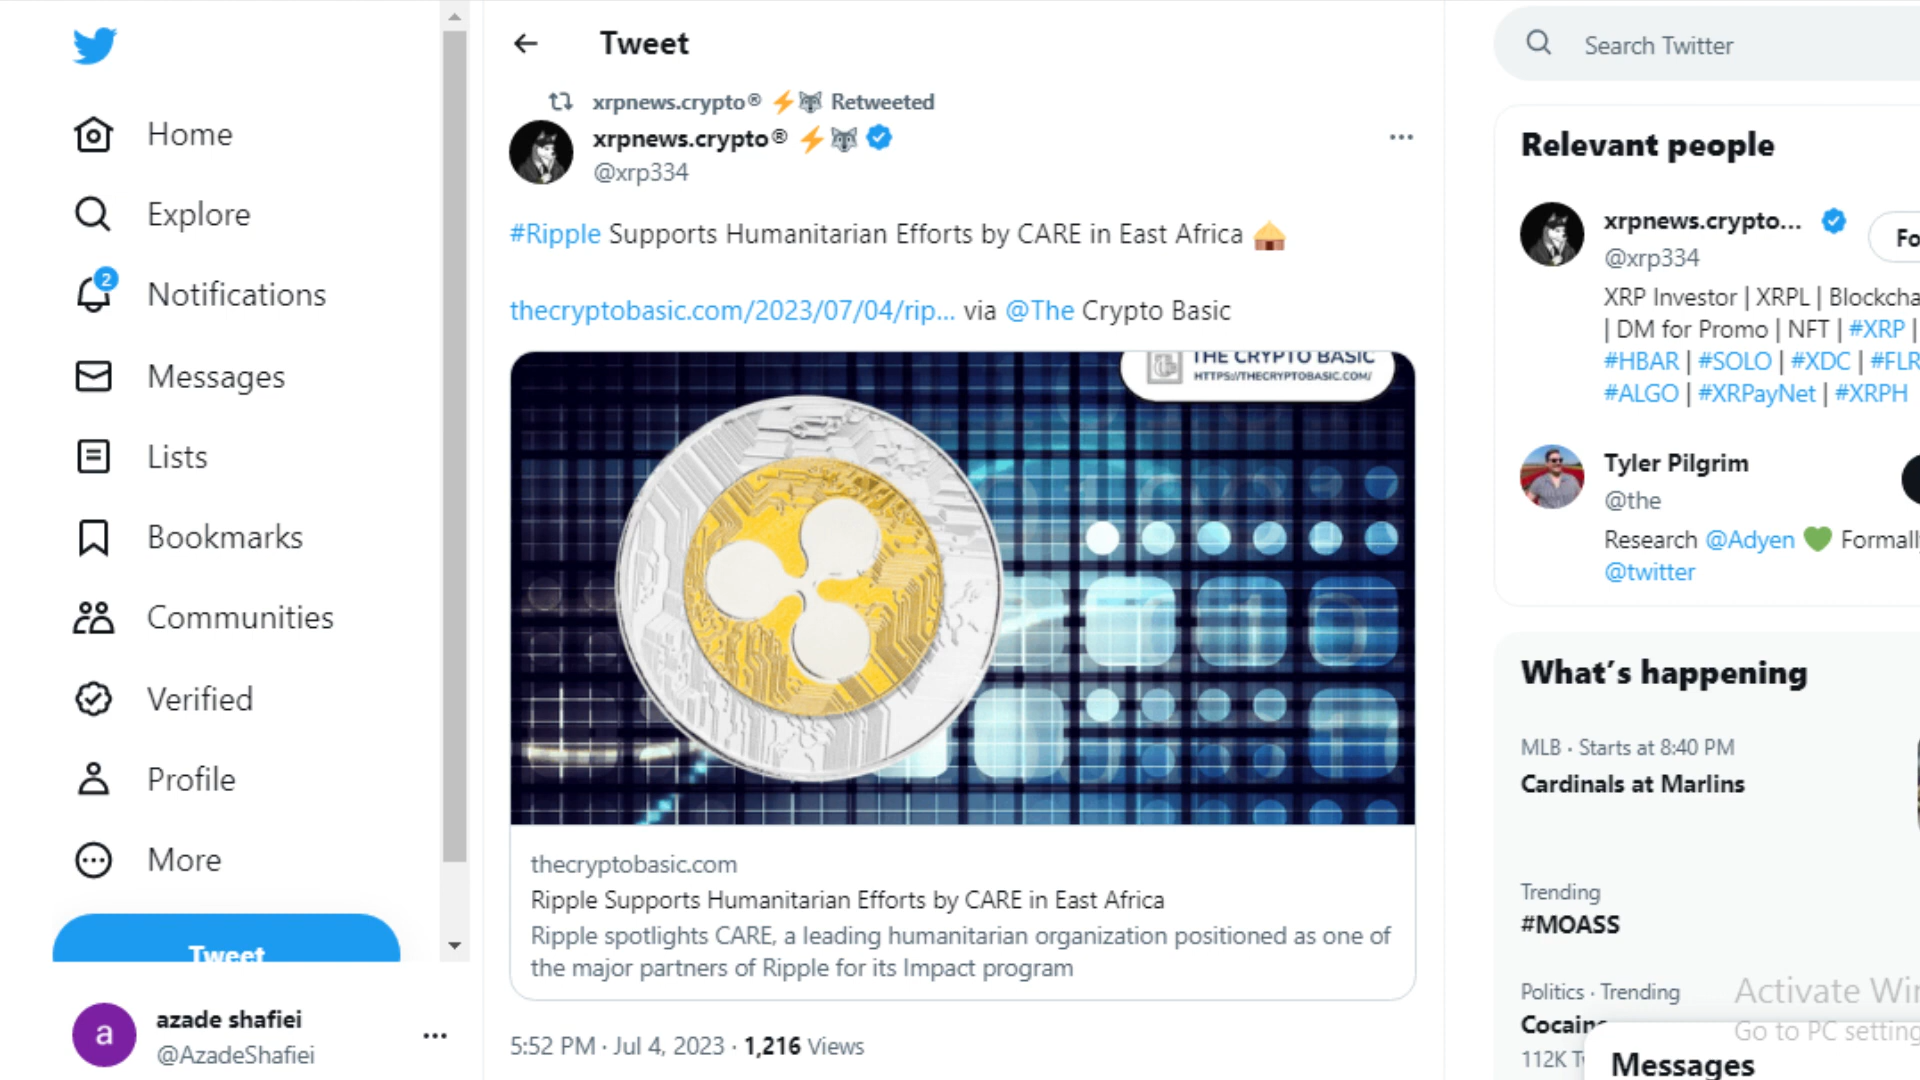 Home
Explore
2
Notifications
Messages
Lists
Bookmarks
Communities
Verified
Profile
More
Tweet
a
azade shafiei
@AzadeShafiei
Tweet
xrpnews.crypto® ⚡🐺 Retweeted
xrpnews.crypto® ⚡🐺
@xrp334
#Ripple Supports Humanitarian Efforts by CARE in East Africa 🛖
thecryptobasic.com/2023/07/04/rip... via @The Crypto Basic
THE CRYPTO BASIC
HTTPS://THECRYPTOBASIC.COM/
thecryptobasic.com
Ripple Supports Humanitarian Efforts by CARE in East Africa
Ripple spotlights CARE, a leading humanitarian organization positioned as one of
the major partners of Ripple for its Impact program
5:52 PM · Jul 4, 2023 · 1,216 Views
Search Twitter
Relevant people
xrpnews.crypto...
Fo
@xrp334
XRP Investor | XRPL | Blockcha
| DM for Promo | NFT | #XRP |
#HBAR | #SOLO | #XDC | #FLR
#ALGO | #XRPayNet | #XRPH
Tyler Pilgrim
@the
Research @Adyen 💚 Formall
@twitter
What's happening
MLB · Starts at 8:40 PM
Cardinals at Marlins
Trending
#MOASS
Politics · Trending
Cocaine
112K T
Activate Win
Go to PC setting
Messages